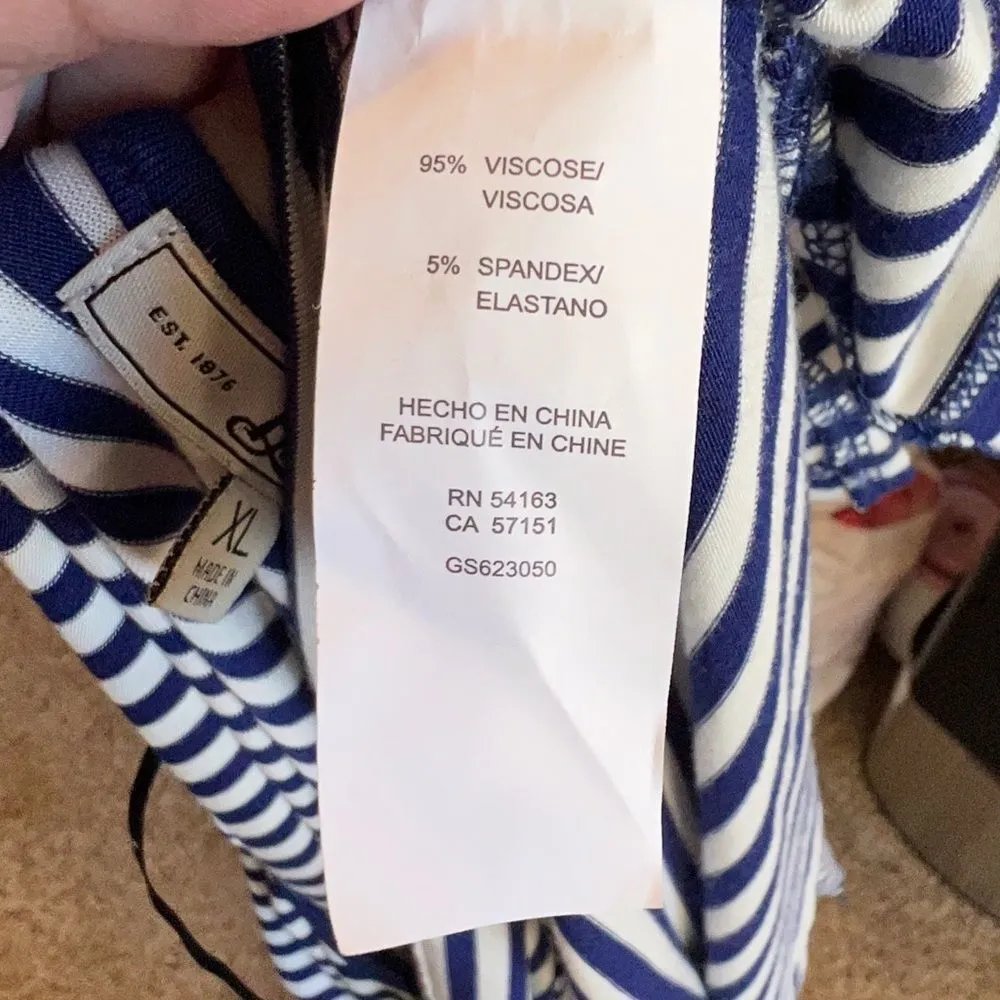 95% VISCOSE/
VISCOSA
5% SPANDEX/
ELASTANO
HECHO EN CHINA
FABRIQUÉ EN CHINE
RN 54163
CA 57151
GS623050
EST. 1876
XL
MADE IN
CHINA